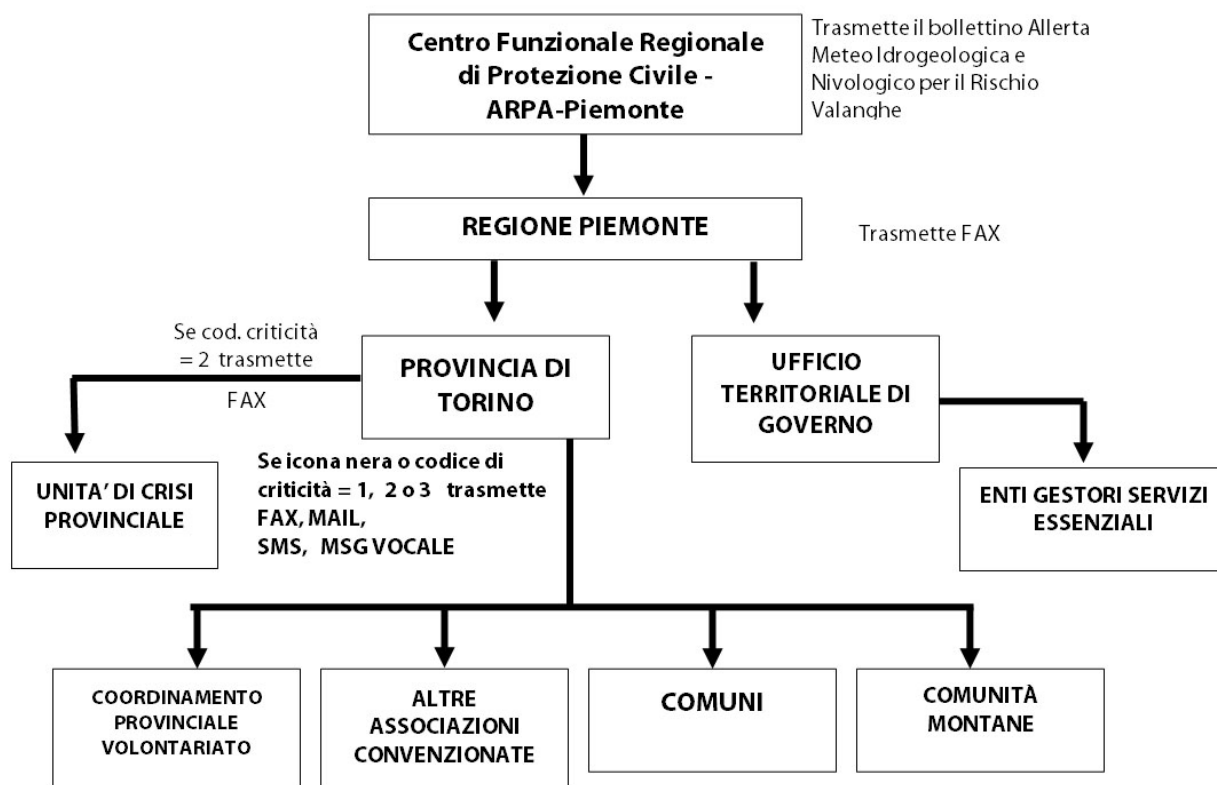 Centro Funzionale Regionale
di Protezione Civile -
ARPA-Piemonte
Trasmette il bollettino Allerta
Meteo Idrogeologica e
Nivologico per il Rischio
Valanghe
REGIONE PIEMONTE
Trasmette FAX
Se cod. criticità
= 2 trasmette
FAX
PROVINCIA DI
TORINO
UFFICIO
TERRITORIALE DI
GOVERNO
UNITA’ DI CRISI
PROVINCIALE
Se icona nera o codice di
criticità = 1, 2 o 3 trasmette
FAX, MAIL,
SMS, MSG VOCALE
ENTI GESTORI SERVIZI
ESSENZIALI
COORDINAMENTO
PROVINCIALE
VOLONTARIATO
ALTRE
ASSOCIAZIONI
CONVENZIONATE
COMUNI
COMUNITÀ
MONTANE